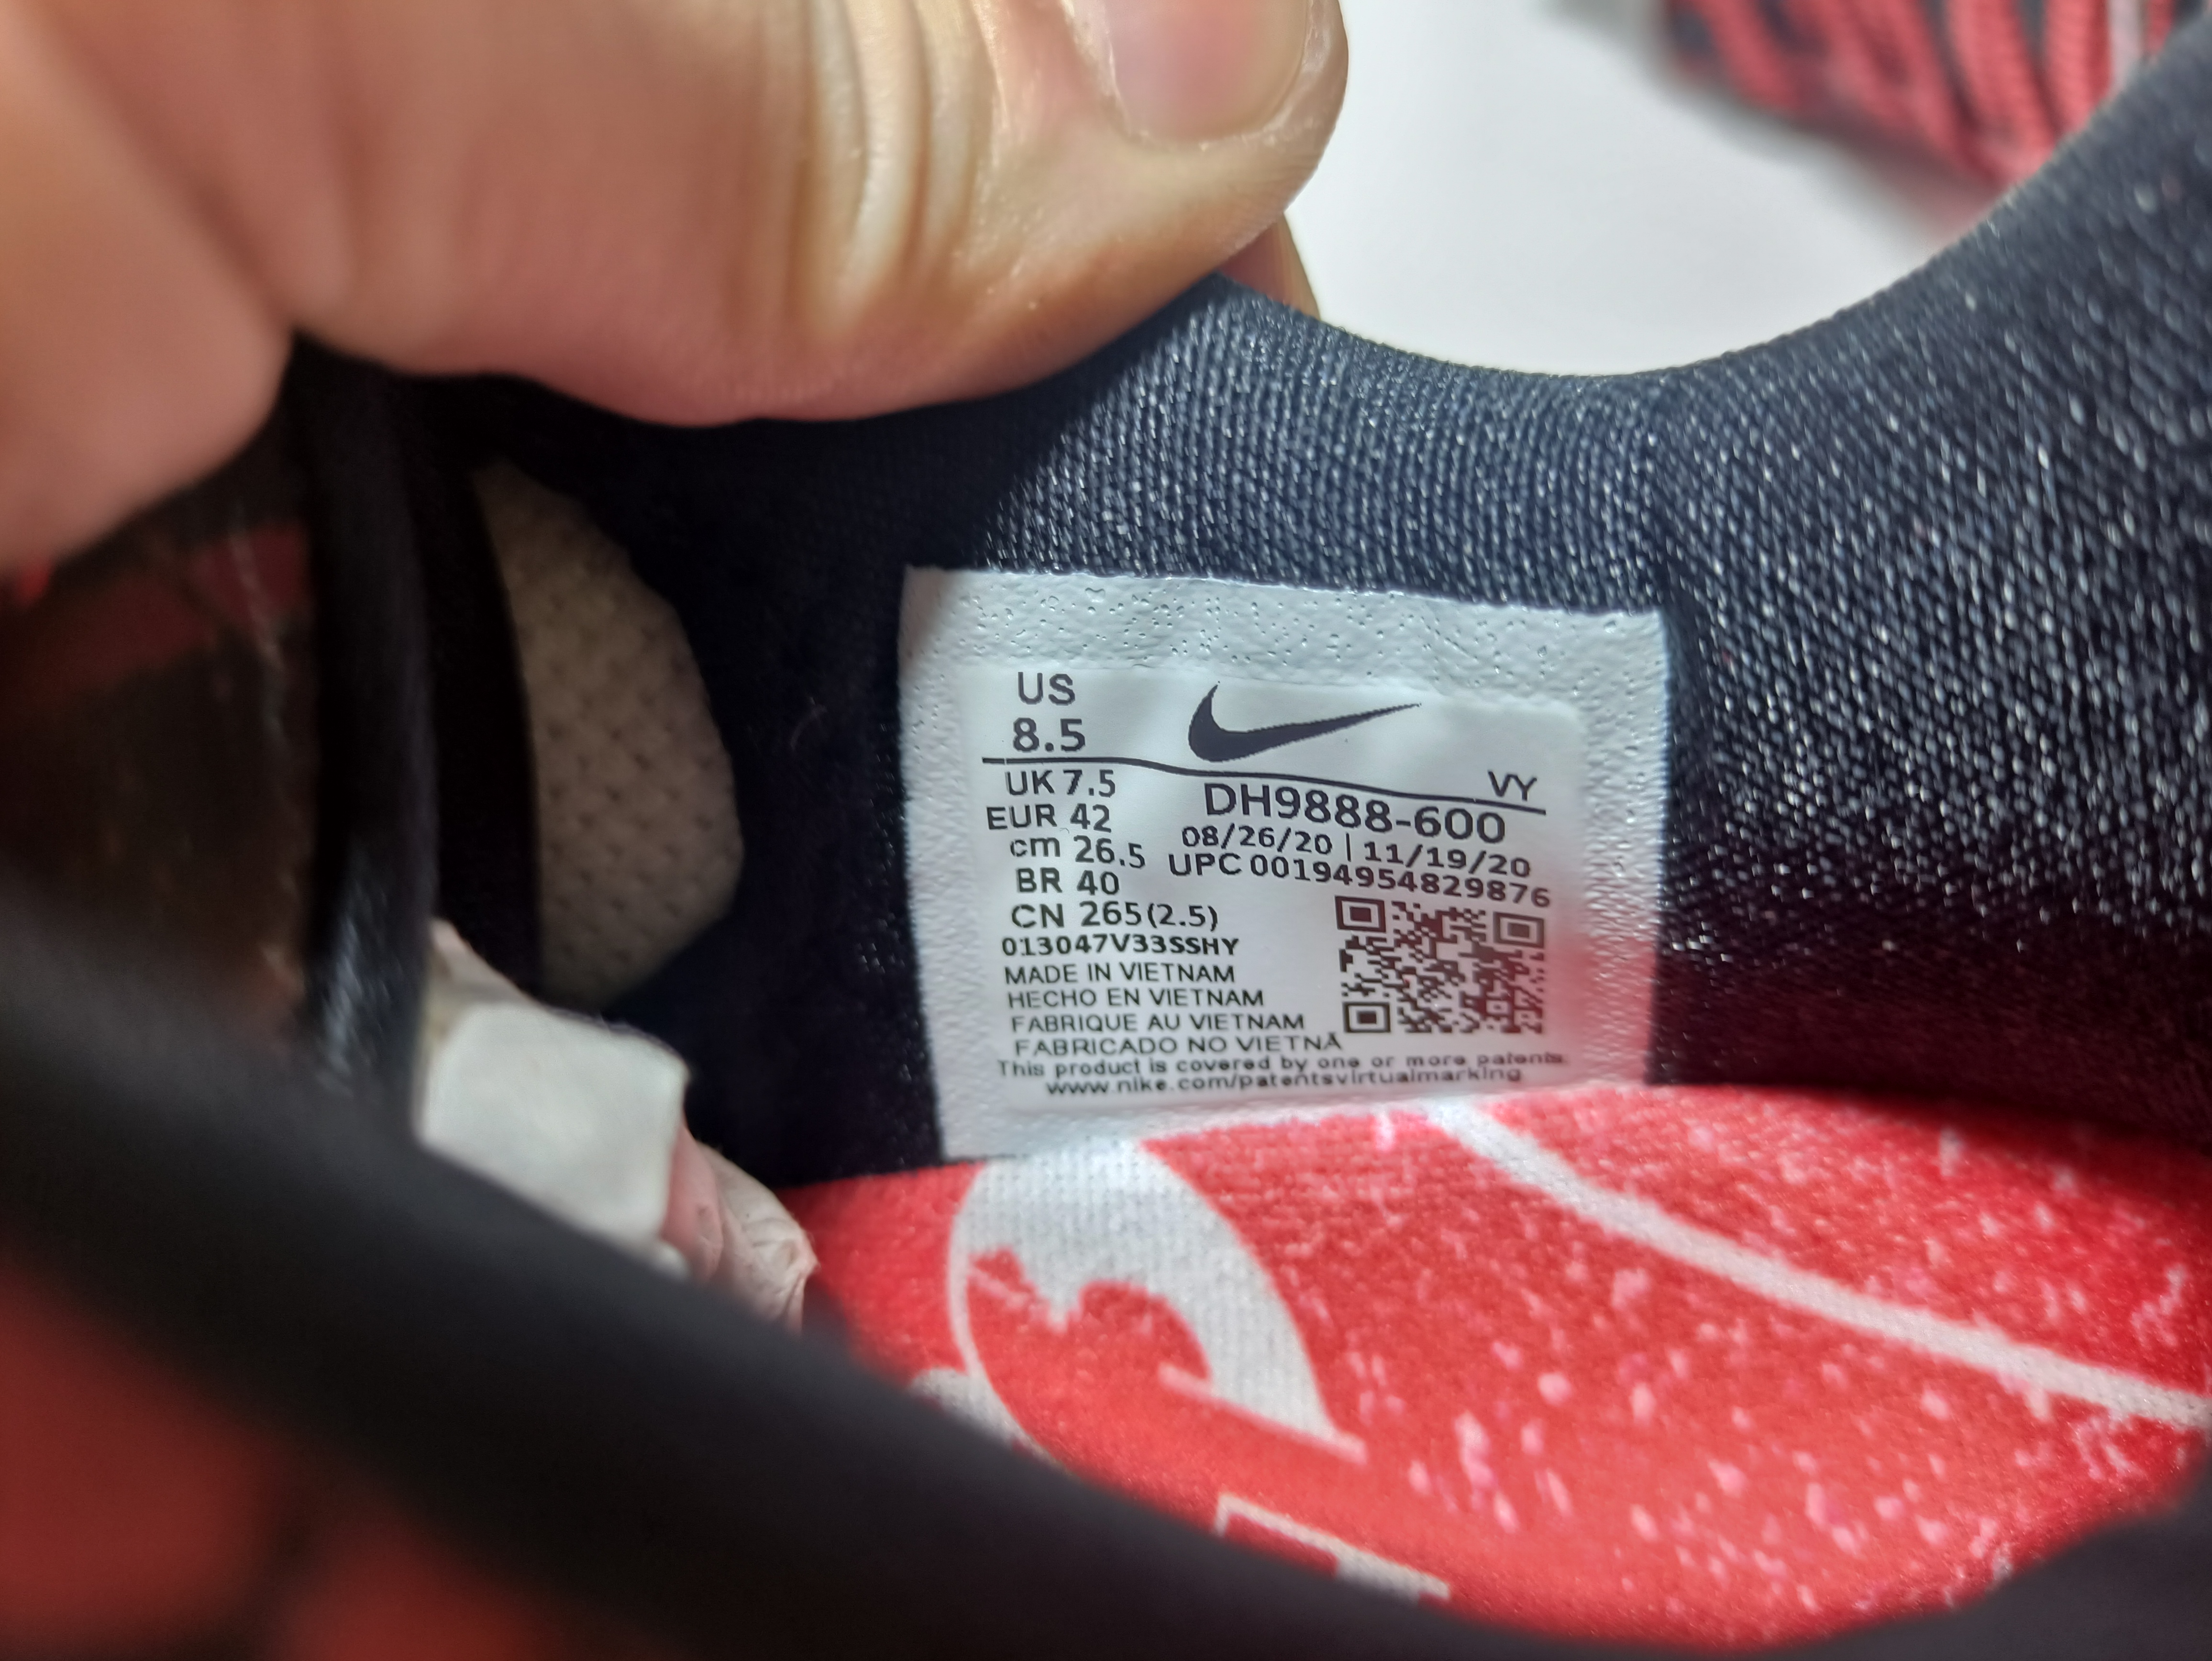 US
8.5
VY
UK 7.5
DH9888-600
EUR 42
08/26/20 | 11/19/20
cm 26.5
UPC 00194954829876
BR 40
CN 265(2.5)
013047V33SSHY
MADE IN VIETNAM
HECHO EN VIETNAM
FABRIQUE AU VIETNAM
FABRICADO NO VIETNÃ
This product is covered by one or more patents.
www.nike.com/patentsvirtualmarking